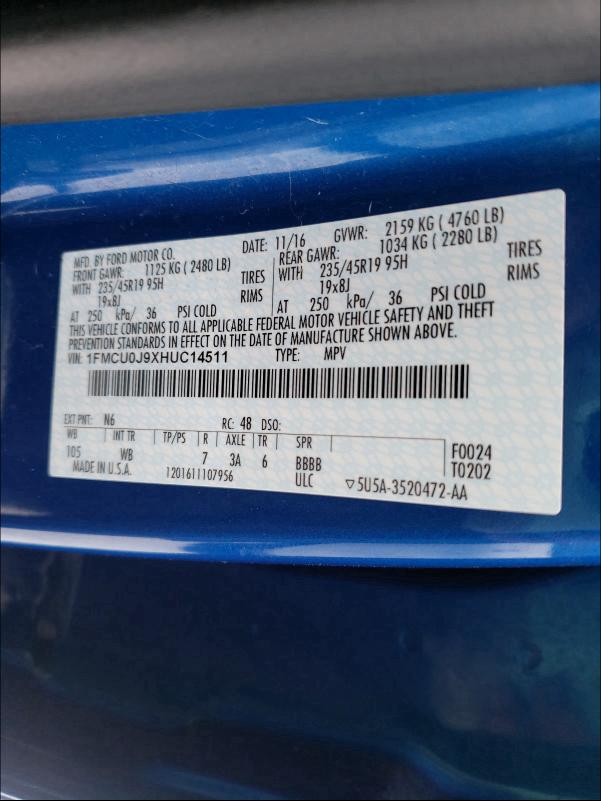 MFD. BY FORD MOTOR CO. DATE: 11/16 GVWR: 2159 KG ( 4760 LB)
FRONT GAWR: 1125 KG ( 2480 LB) REAR GAWR: 1034 KG ( 2280 LB)
WITH 235/45R19 95H TIRES WITH 235/45R19 95H TIRES
19x8J RIMS 19x8J RIMS
AT 250 kPa/ 36 PSI COLD AT 250 kPa/ 36 PSI COLD
THIS VEHICLE CONFORMS TO ALL APPLICABLE FEDERAL MOTOR VEHICLE SAFETY AND THEFT
PREVENTION STANDARDS IN EFFECT ON THE DATE OF MANUFACTURE SHOWN ABOVE.
VIN: 1FMCU0J9XHUC14511 TYPE: MPV
EXT PNT: N6 RC: 48 DSO:
WB INT TR TP/PS R AXLE TR SPR F0024
105 WB 7 3A 6 BBBB T0202
MADE IN U.S.A. 1201611107956 ULC ▽5U5A-3520472-AA